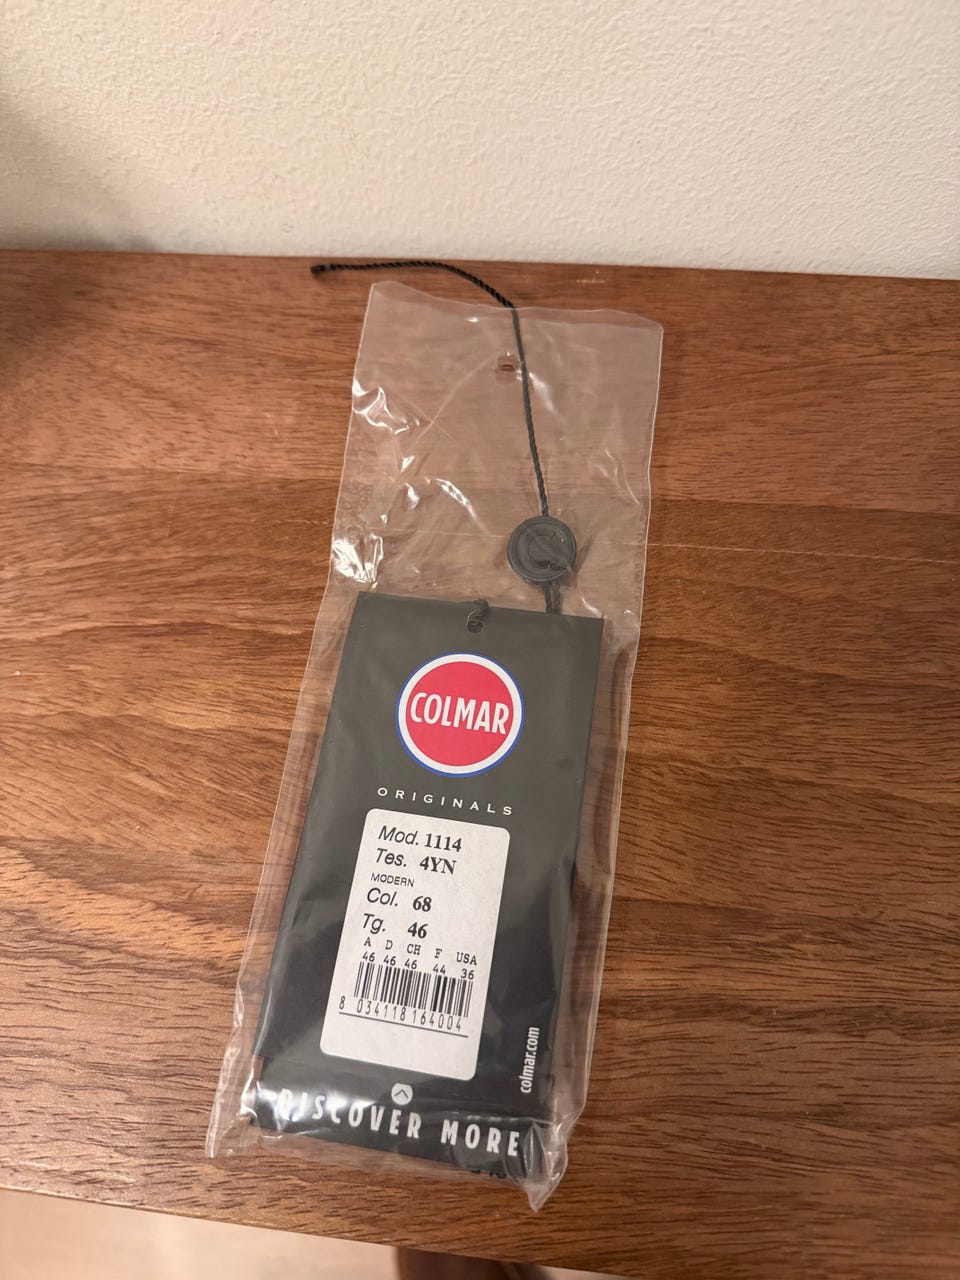 COLMAR
ORIGINALS
Mod. 1114
Tes. 4YN
MODERN
Col. 68
Tg. 46
A D CH F USA
46 46 46 44 36
8 034118 164004
colmar.com
DISCOVER MORE